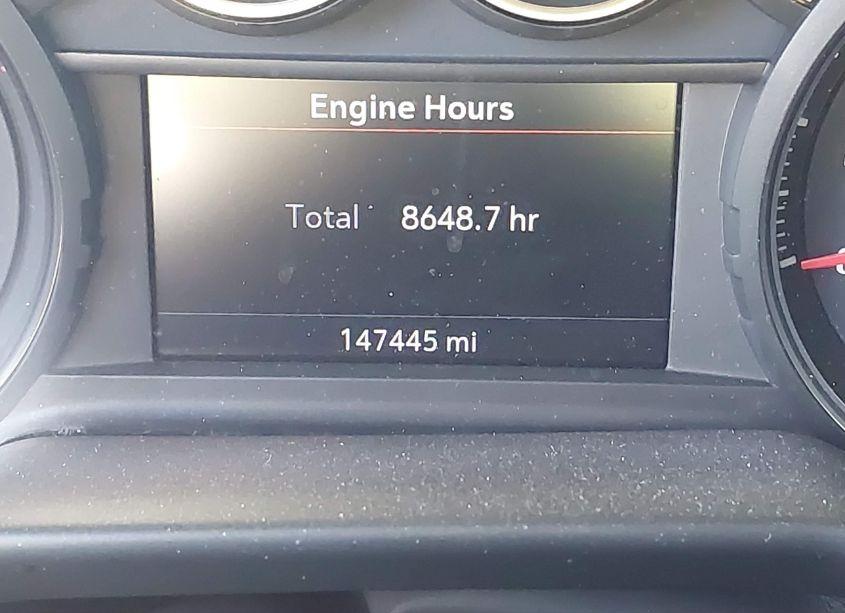 Engine Hours
Total 8648.7 hr
147445 mi